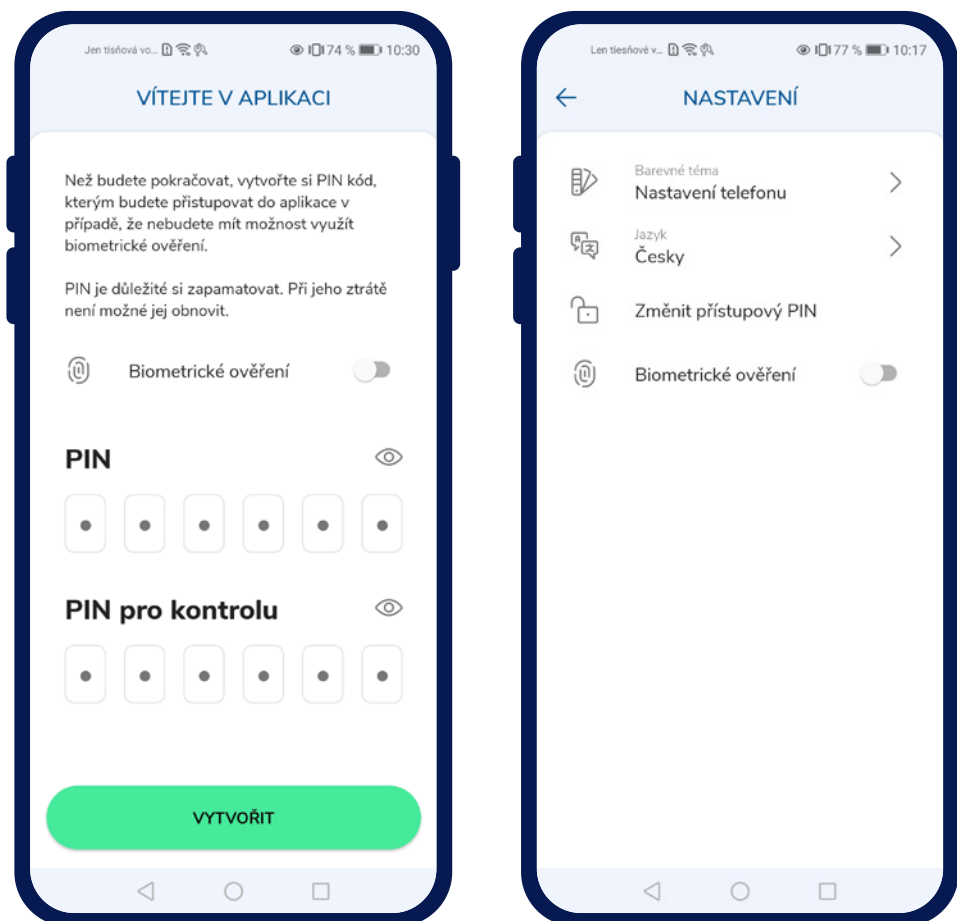 Jen tísňová vo... 74 % 10:30
VÍTEJTE V APLIKACI
Než budete pokračovat, vytvořte si PIN kód,
kterým budete přistupovat do aplikace v
případě, že nebudete mít možnost využít
biometrické ověření.
PIN je důležité si zapamatovat. Při jeho ztrátě
není možné jej obnovit.
Biometrické ověření
PIN
PIN pro kontrolu
VYTVOŘIT
Len tiesňové v... 77 % 10:17
NASTAVENÍ
Barevné téma
Nastavení telefonu
Jazyk
Česky
Změnit přístupový PIN
Biometrické ověření